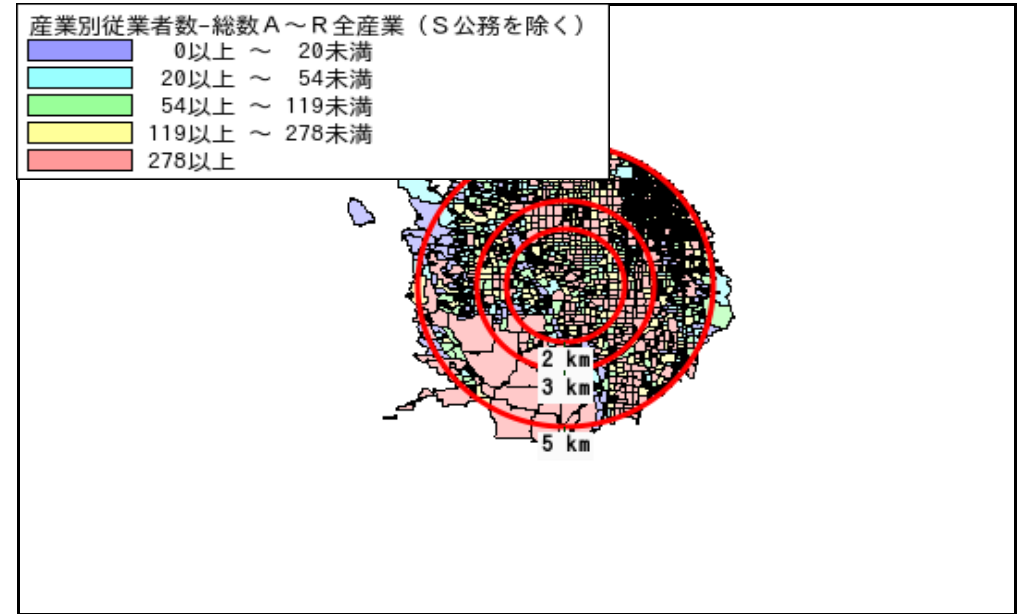 産業別従業者数−総数A〜R全産業（S公務を除く）
0以上 〜 20未満
20以上 〜 54未満
54以上 〜 119未満
119以上 〜 278未満
278以上
2 km
3 km
5 km